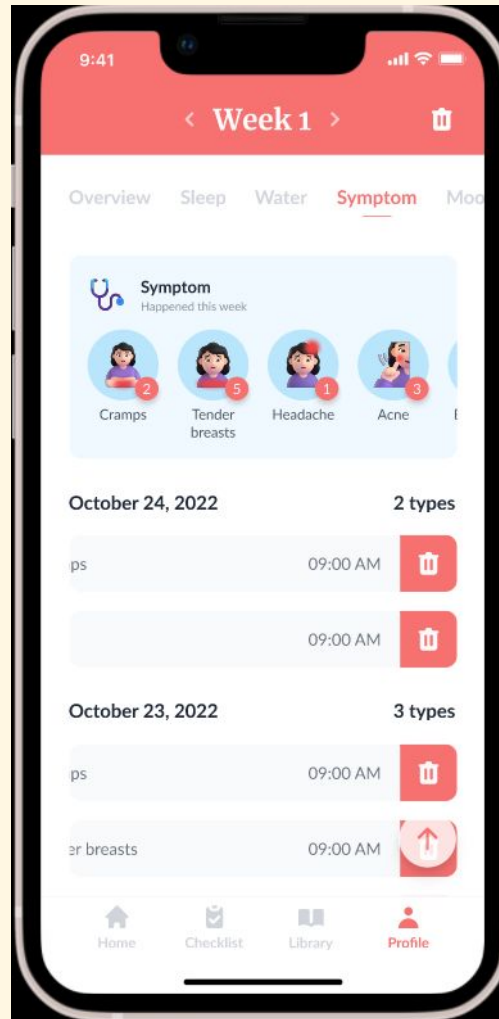 9:41
< Week 1 >
Overview Sleep Water Symptom Moo
Symptom
Happened this week
2 5 1 3
Cramps Tender breasts Headache Acne
October 24, 2022 2 types
ps 09:00 AM
09:00 AM
October 23, 2022 3 types
ps 09:00 AM
er breasts 09:00 AM
Home Checklist Library Profile